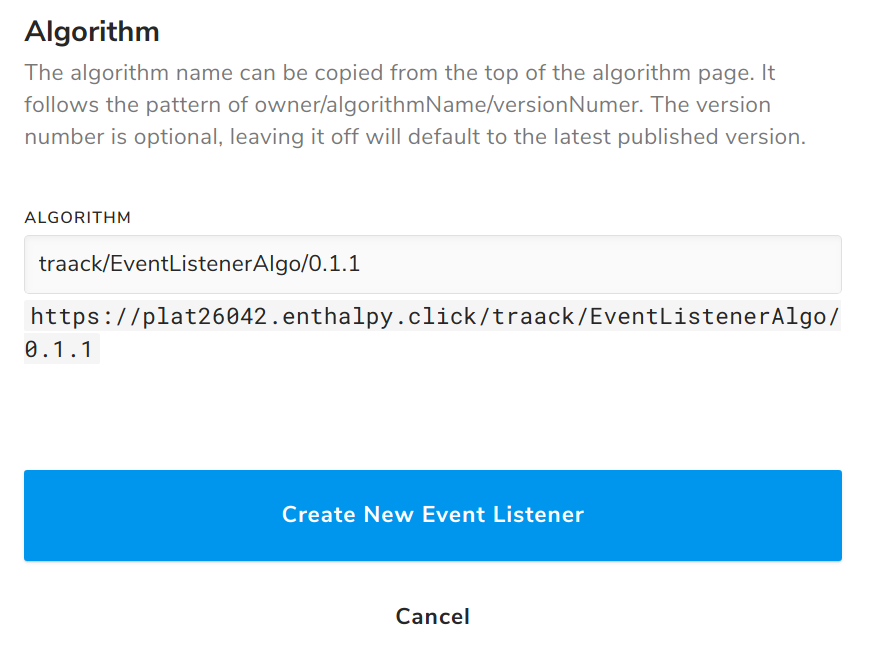 Algorithm
The algorithm name can be copied from the top of the algorithm page. It
follows the pattern of owner/algorithmName/versionNumer. The version
number is optional, leaving it off will default to the latest published version.
ALGORITHM
traack/EventListenerAlgo/0.1.1
https://plat26042.enthalpy.click/traack/EventListenerAlgo/
0.1.1
Create New Event Listener
Cancel